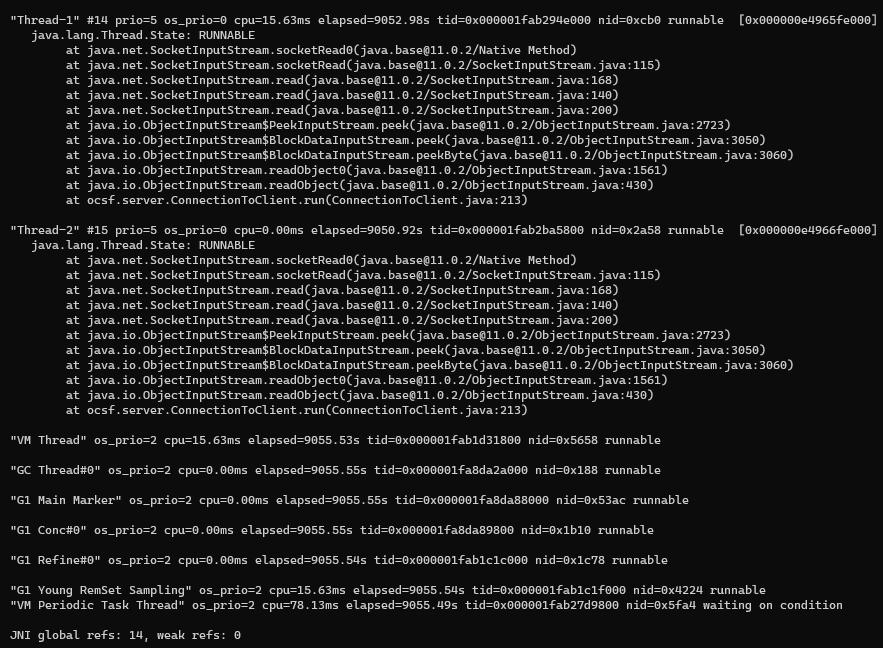 "Thread-1" #14 prio=5 os_prio=0 cpu=15.63ms elapsed=9052.98s tid=0x000001fab294e000 nid=0xcb0 runnable  [0x000000e4965fe000]
   java.lang.Thread.State: RUNNABLE
        at java.net.SocketInputStream.socketRead0(java.base@11.0.2/Native Method)
        at java.net.SocketInputStream.socketRead(java.base@11.0.2/SocketInputStream.java:115)
        at java.net.SocketInputStream.read(java.base@11.0.2/SocketInputStream.java:168)
        at java.net.SocketInputStream.read(java.base@11.0.2/SocketInputStream.java:140)
        at java.net.SocketInputStream.read(java.base@11.0.2/SocketInputStream.java:200)
        at java.io.ObjectInputStream$PeekInputStream.peek(java.base@11.0.2/ObjectInputStream.java:2723)
        at java.io.ObjectInputStream$BlockDataInputStream.peek(java.base@11.0.2/ObjectInputStream.java:3050)
        at java.io.ObjectInputStream$BlockDataInputStream.peekByte(java.base@11.0.2/ObjectInputStream.java:3060)
        at java.io.ObjectInputStream.readObject0(java.base@11.0.2/ObjectInputStream.java:1561)
        at java.io.ObjectInputStream.readObject(java.base@11.0.2/ObjectInputStream.java:430)
        at ocsf.server.ConnectionToClient.run(ConnectionToClient.java:213)

"Thread-2" #15 prio=5 os_prio=0 cpu=0.00ms elapsed=9050.92s tid=0x000001fab2ba5800 nid=0x2a58 runnable  [0x000000e4966fe000]
   java.lang.Thread.State: RUNNABLE
        at java.net.SocketInputStream.socketRead0(java.base@11.0.2/Native Method)
        at java.net.SocketInputStream.socketRead(java.base@11.0.2/SocketInputStream.java:115)
        at java.net.SocketInputStream.read(java.base@11.0.2/SocketInputStream.java:168)
        at java.net.SocketInputStream.read(java.base@11.0.2/SocketInputStream.java:140)
        at java.net.SocketInputStream.read(java.base@11.0.2/SocketInputStream.java:200)
        at java.io.ObjectInputStream$PeekInputStream.peek(java.base@11.0.2/ObjectInputStream.java:2723)
        at java.io.ObjectInputStream$BlockDataInputStream.peek(java.base@11.0.2/ObjectInputStream.java:3050)
        at java.io.ObjectInputStream$BlockDataInputStream.peekByte(java.base@11.0.2/ObjectInputStream.java:3060)
        at java.io.ObjectInputStream.readObject0(java.base@11.0.2/ObjectInputStream.java:1561)
        at java.io.ObjectInputStream.readObject(java.base@11.0.2/ObjectInputStream.java:430)
        at ocsf.server.ConnectionToClient.run(ConnectionToClient.java:213)

"VM Thread" os_prio=2 cpu=15.63ms elapsed=9055.53s tid=0x000001fab1d31800 nid=0x5658 runnable

"GC Thread#0" os_prio=2 cpu=0.00ms elapsed=9055.55s tid=0x000001fa8da2a000 nid=0x188 runnable

"G1 Main Marker" os_prio=2 cpu=0.00ms elapsed=9055.55s tid=0x000001fa8da88000 nid=0x53ac runnable

"G1 Conc#0" os_prio=2 cpu=0.00ms elapsed=9055.55s tid=0x000001fa8da89800 nid=0x1b10 runnable

"G1 Refine#0" os_prio=2 cpu=0.00ms elapsed=9055.54s tid=0x000001fab1c1c000 nid=0x1c78 runnable

"G1 Young RemSet Sampling" os_prio=2 cpu=15.63ms elapsed=9055.54s tid=0x000001fab1c1f000 nid=0x4224 runnable
"VM Periodic Task Thread" os_prio=2 cpu=78.13ms elapsed=9055.49s tid=0x000001fab27d9800 nid=0x5fa4 waiting on condition

JNI global refs: 14, weak refs: 0